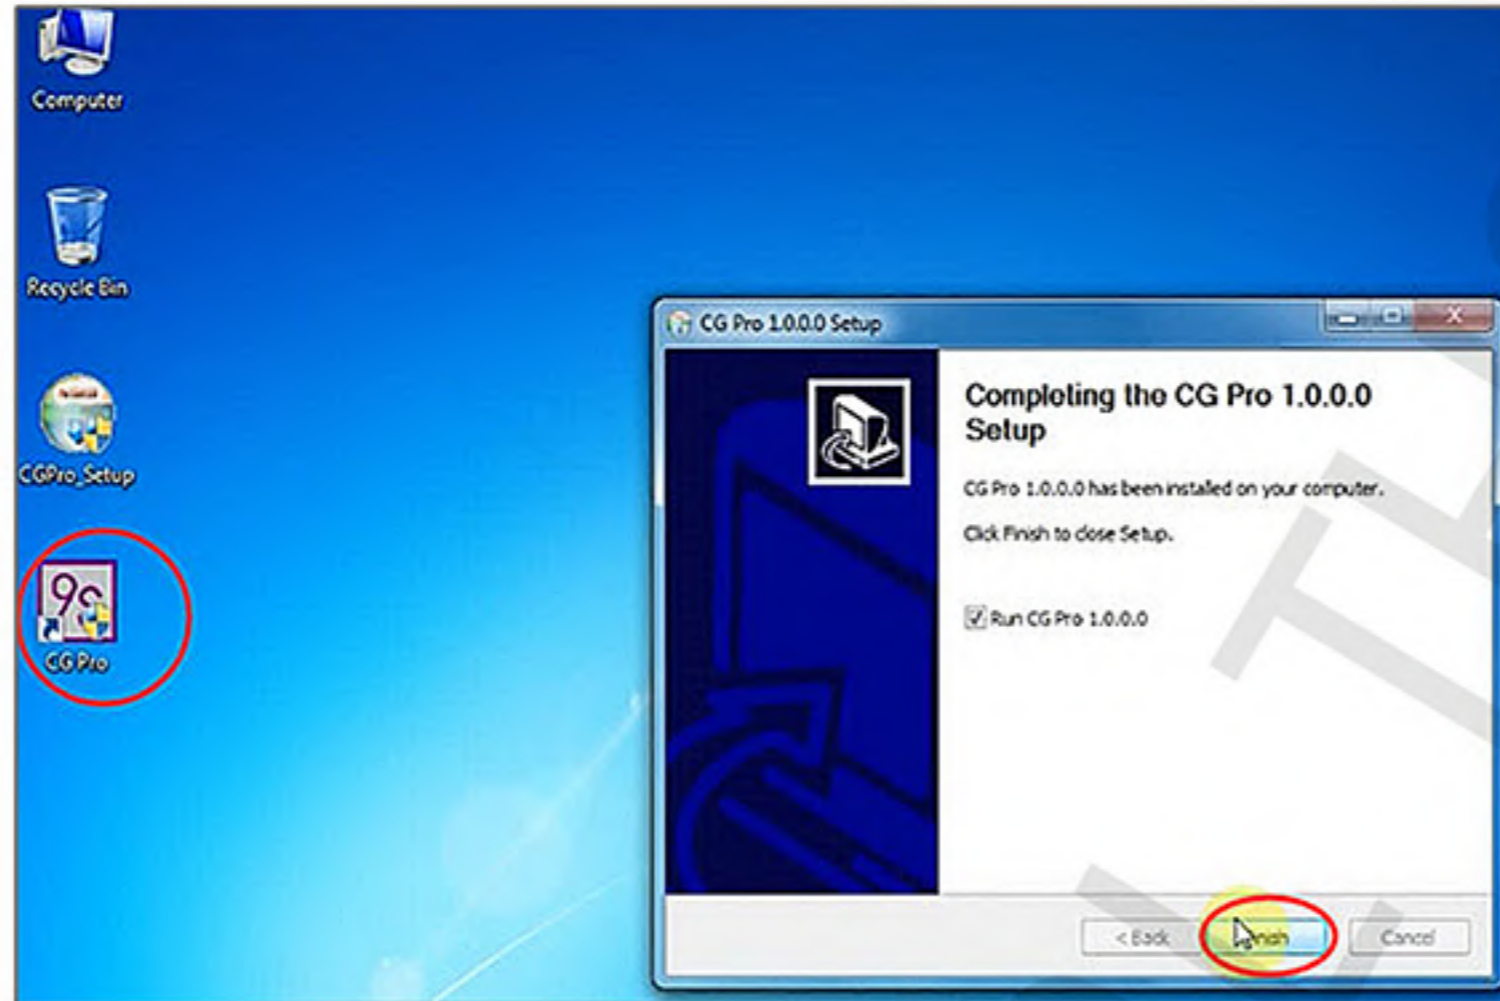 Computer
Recycle Bin
CGPro_Setup
CG Pro
CG Pro 1.0.0.0 Setup
Completing the CG Pro 1.0.0.0
Setup
CG Pro 1.0.0.0 has been installed on your computer.
Click Finish to close Setup.
Run CG Pro 1.0.0.0
< Back
Finish
Cancel